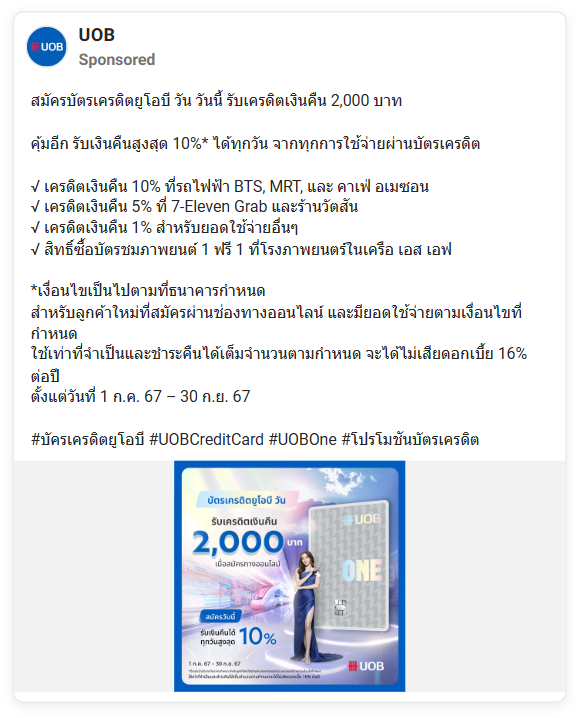 UOB
UOB
Sponsored
สมัครบัตรเครดิตยูโอบี วัน วันนี้ รับเครดิตเงินคืน 2,000 บาท
คุ้มอีก รับเงินคืนสูงสุด 10%* ได้ทุกวัน จากทุกการใช้จ่ายผ่านบัตรเครดิต
√ เครดิตเงินคืน 10% ที่รถไฟฟ้า BTS, MRT, และ คาเฟ่ อเมซอน
√ เครดิตเงินคืน 5% ที่ 7-Eleven Grab และร้านวัตสัน
√ เครดิตเงินคืน 1% สำหรับยอดใช้จ่ายอื่นๆ
√ สิทธิ์ซื้อบัตรชมภาพยนต์ 1 ฟรี 1 ที่โรงภาพยนตร์ในเครือ เอส เอฟ
*เงื่อนไขเป็นไปตามที่ธนาคารกำหนด
สำหรับลูกค้าใหม่ที่สมัครผ่านช่องทางออนไลน์ และมียอดใช้จ่ายตามเงื่อนไขที่
กำหนด
ใช้เท่าที่จำเป็นและชำระคืนได้เต็มจำนวนตามกำหนด จะได้ไม่เสียดอกเบี้ย 16%
ต่อปี
ตั้งแต่วันที่ 1 ก.ค. 67 – 30 ก.ย. 67
#บัครเครดิตยูโอบี #UOBCreditCard #UOBOne #โปรโมชันบัตรเครดิต
บัตรเครดิตยูโอบี วัน
รับเครดิตเงินคืน
2,000 บาท
เมื่อสมัครทางออนไลน์
UOB
ONE
สมัครวันนี้
รับเงินคืนได้
ทุกวันสูงสุด 10%
1 ก.ค. 67 - 30 ก.ย. 67
UOB